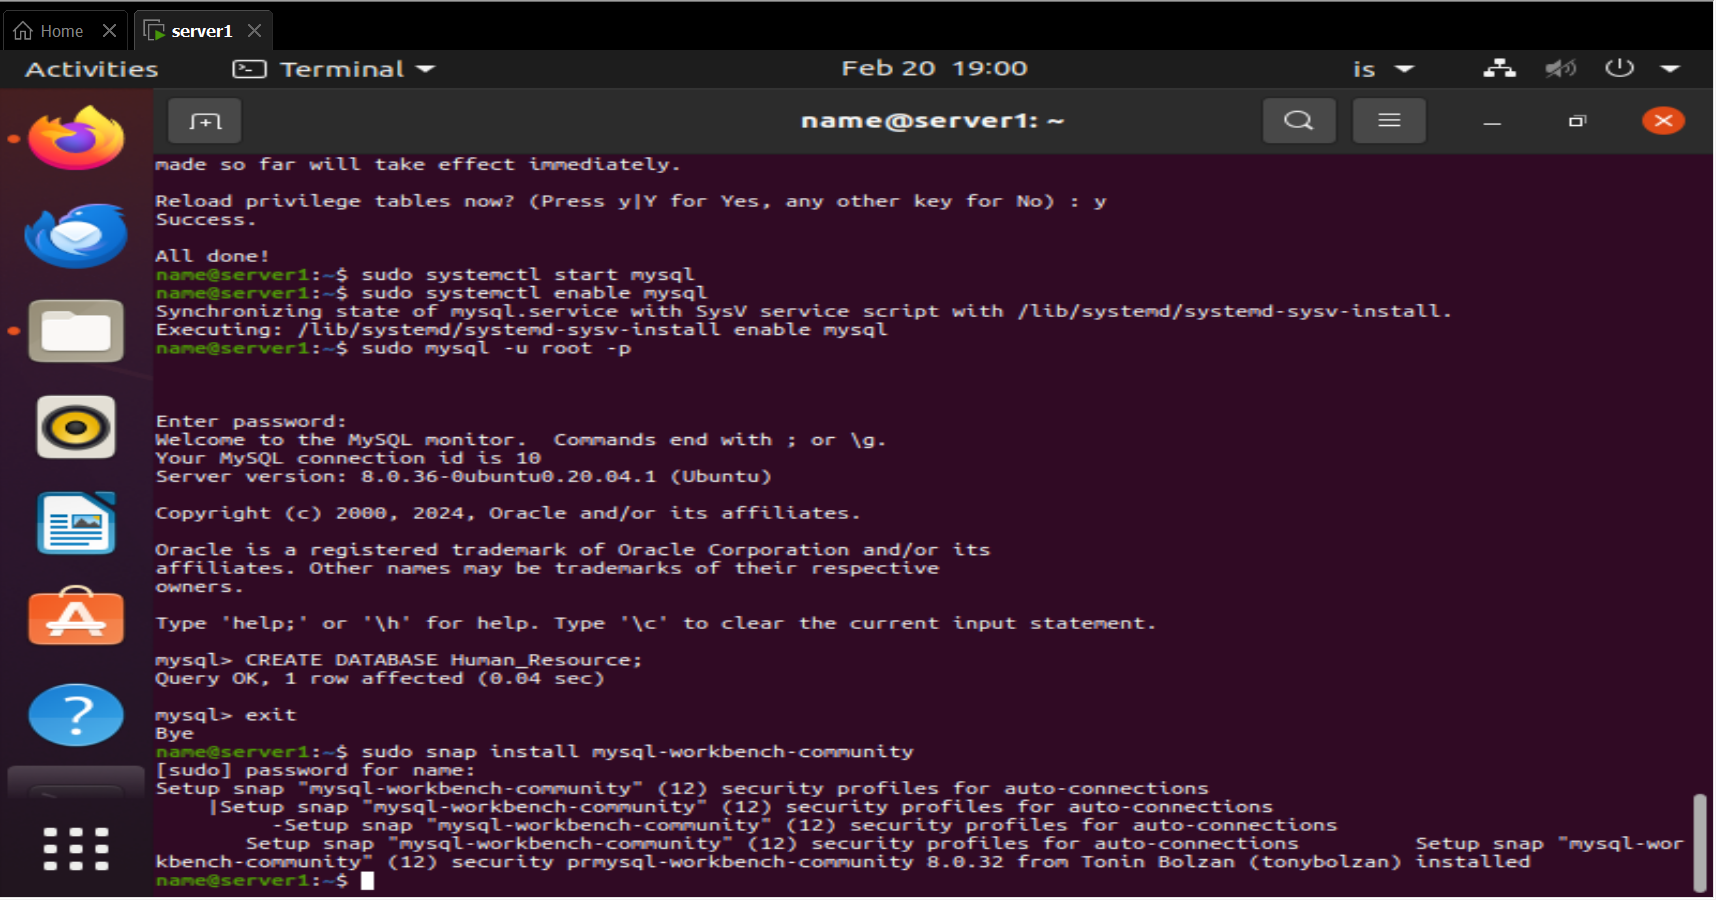 Home
server1
Activities
Terminal
Feb 20 19:00
is
name@server1: ~
made so far will take effect immediately.
Reload privilege tables now? (Press y|Y for Yes, any other key for No) : y
Success.
All done!
name@server1:~$ sudo systemctl start mysql
name@server1:~$ sudo systemctl enable mysql
Synchronizing state of mysql.service with SysV service script with /lib/systemd/systemd-sysv-install.
Executing: /lib/systemd/systemd-sysv-install enable mysql
name@server1:~$ sudo mysql -u root -p
Enter password:
Welcome to the MySQL monitor.  Commands end with ; or \g.
Your MySQL connection id is 10
Server version: 8.0.36-0ubuntu0.20.04.1 (Ubuntu)
Copyright (c) 2000, 2024, Oracle and/or its affiliates.
Oracle is a registered trademark of Oracle Corporation and/or its
affiliates. Other names may be trademarks of their respective
owners.
Type 'help;' or '\h' for help. Type '\c' to clear the current input statement.
mysql> CREATE DATABASE Human_Resource;
Query OK, 1 row affected (0.04 sec)
mysql> exit
Bye
name@server1:~$ sudo snap install mysql-workbench-community
[sudo] password for name:
Setup snap "mysql-workbench-community" (12) security profiles for auto-connections
|Setup snap "mysql-workbench-community" (12) security profiles for auto-connections
-Setup snap "mysql-workbench-community" (12) security profiles for auto-connections
Setup snap "mysql-workbench-community" (12) security profiles for auto-connections         Setup snap "mysql-wor
kbench-community" (12) security prmysql-workbench-community 8.0.32 from Tonin Bolzan (tonybolzan) installed
name@server1:~$